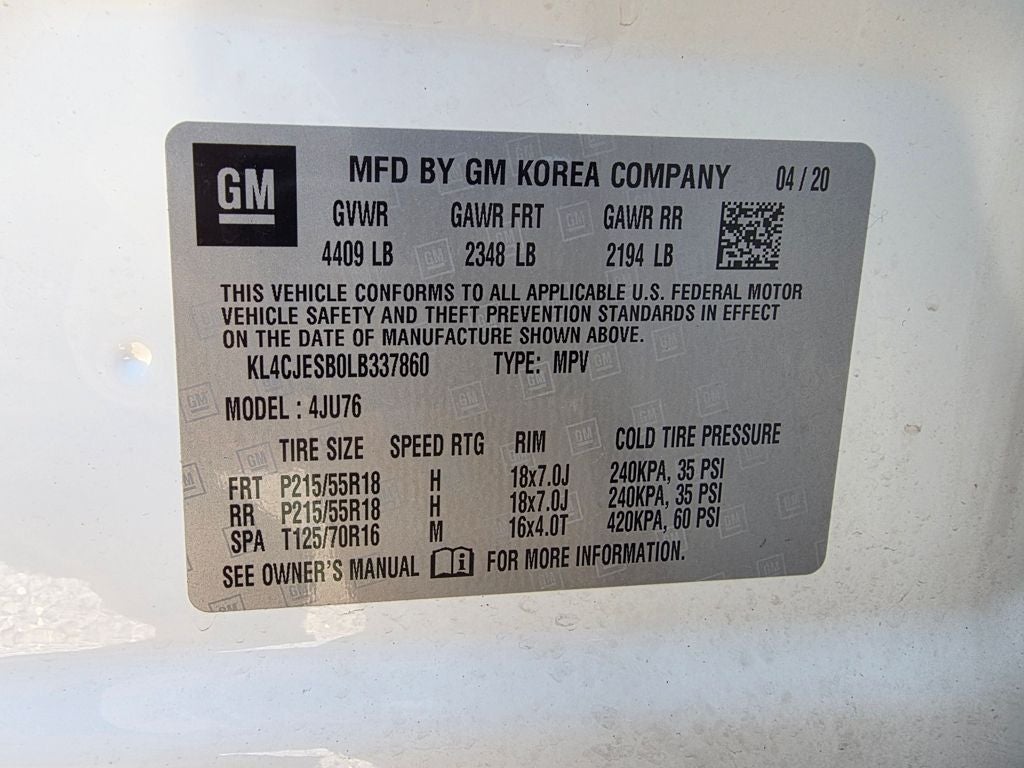 GM
MFD BY GM KOREA COMPANY 04 / 20
GVWR GAWR FRT GAWR RR
4409 LB 2348 LB 2194 LB
THIS VEHICLE CONFORMS TO ALL APPLICABLE U.S. FEDERAL MOTOR
VEHICLE SAFETY AND THEFT PREVENTION STANDARDS IN EFFECT
ON THE DATE OF MANUFACTURE SHOWN ABOVE.
KL4CJESB0LB337860 TYPE: MPV
MODEL : 4JU76
TIRE SIZE SPEED RTG RIM COLD TIRE PRESSURE
FRT P215/55R18 H 18x7.0J 240KPA, 35 PSI
RR P215/55R18 H 18x7.0J 240KPA, 35 PSI
SPA T125/70R16 M 16x4.0T 420KPA, 60 PSI
SEE OWNER'S MANUAL i FOR MORE INFORMATION.